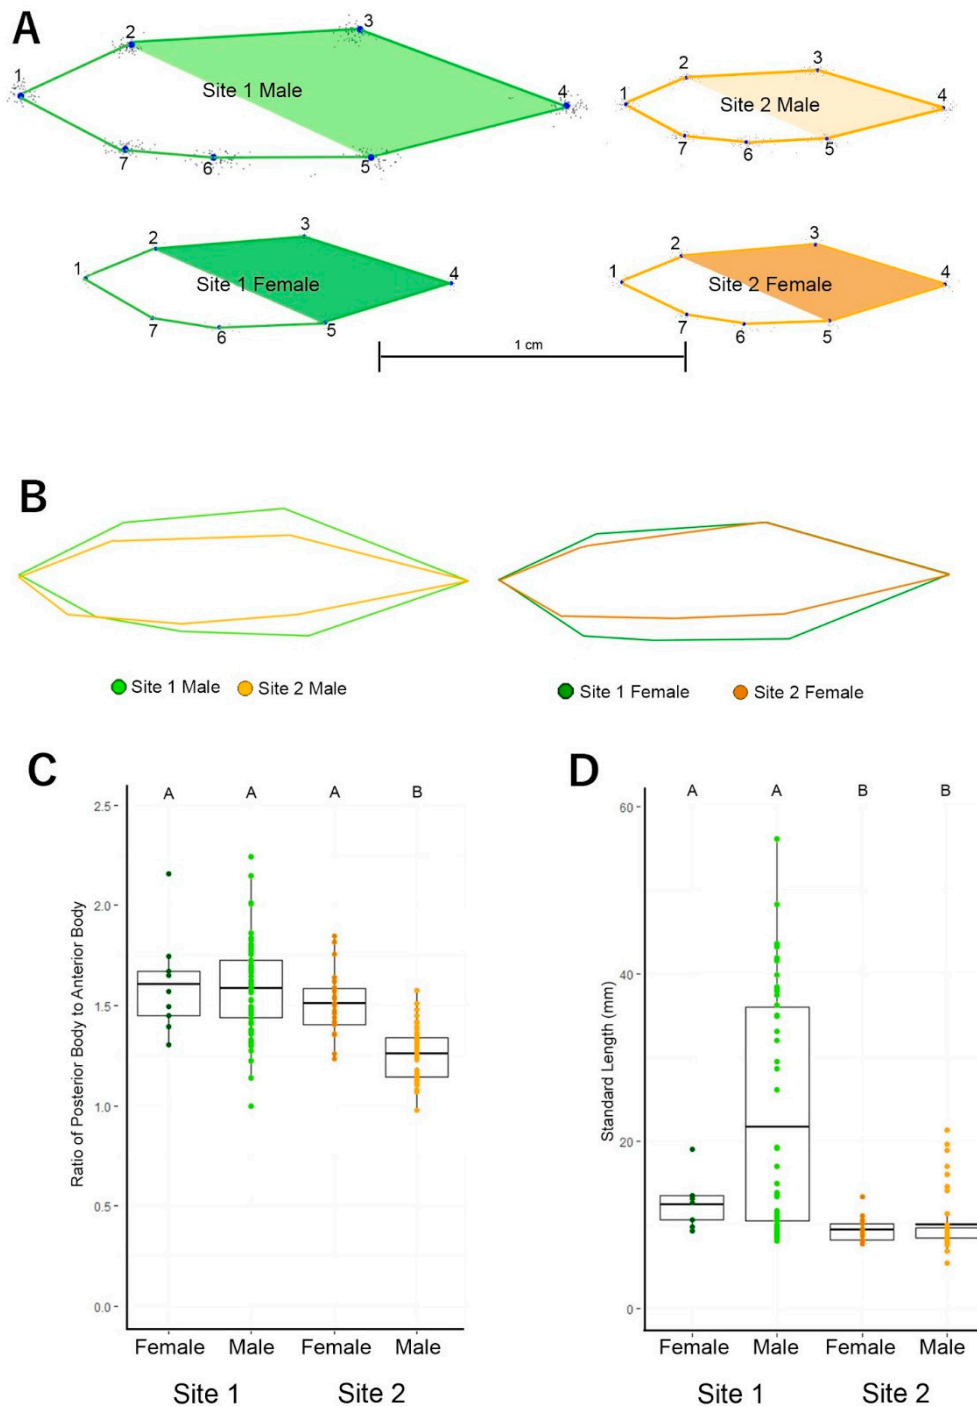 A
1
2
3
4
5
6
7
Site 1 Male
1
2
3
4
5
6
7
Site 2 Male
1
2
3
4
5
6
7
Site 1 Female
1
2
3
4
5
6
7
Site 2 Female
1 cm
B
Site 1 Male
Site 2 Male
Site 1 Female
Site 2 Female
C
A A A B
Ratio of Posterior Body to Anterior Body
2.5
2.0
1.5
1.0
0.5
0.0
Female Male Female Male
Site 1 Site 2
D
A A B B
Standard Length (mm)
60
40
20
0
Female Male Female Male
Site 1 Site 2